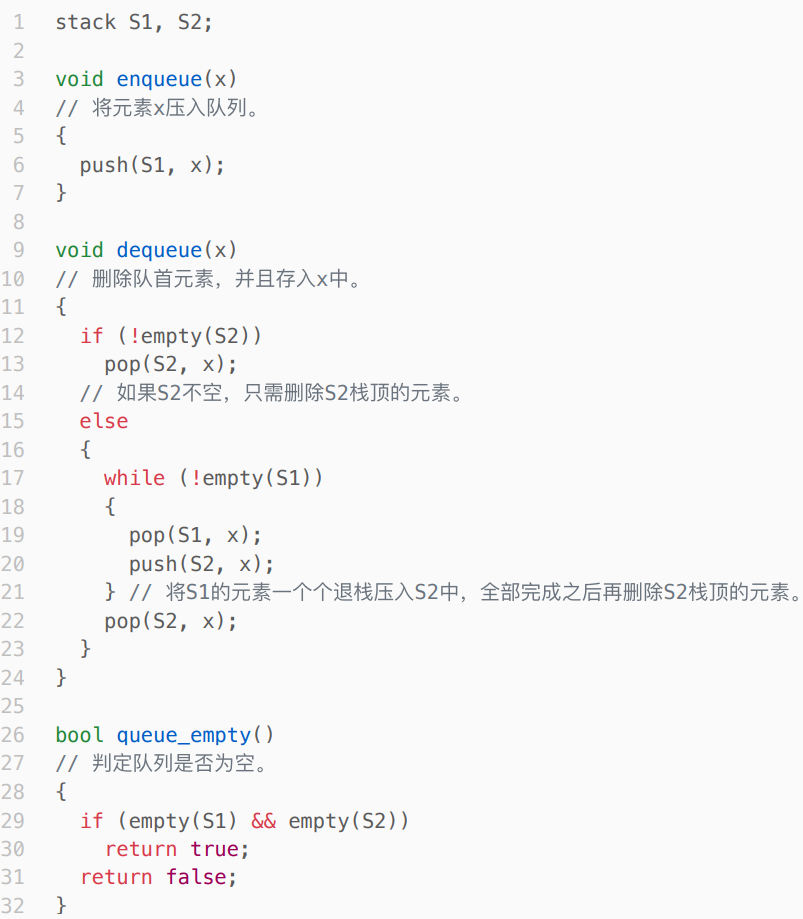 1 stack S1, S2;
2
3 void enqueue(x)
4 // 将元素x压入队列。
5 {
6   push(S1, x);
7 }
8
9 void dequeue(x)
10 // 删除队首元素，并且存入x中。
11 {
12   if (!empty(S2))
13     pop(S2, x);
14   // 如果S2不空，只需删除S2栈顶的元素。
15   else
16   {
17     while (!empty(S1))
18     {
19       pop(S1, x);
20       push(S2, x);
21     } // 将S1的元素一个个退栈压入S2中，全部完成之后再删除S2栈顶的元素。
22     pop(S2, x);
23   }
24 }
25
26 bool queue_empty()
27 // 判定队列是否为空。
28 {
29   if (empty(S1) && empty(S2))
30     return true;
31   return false;
32 }